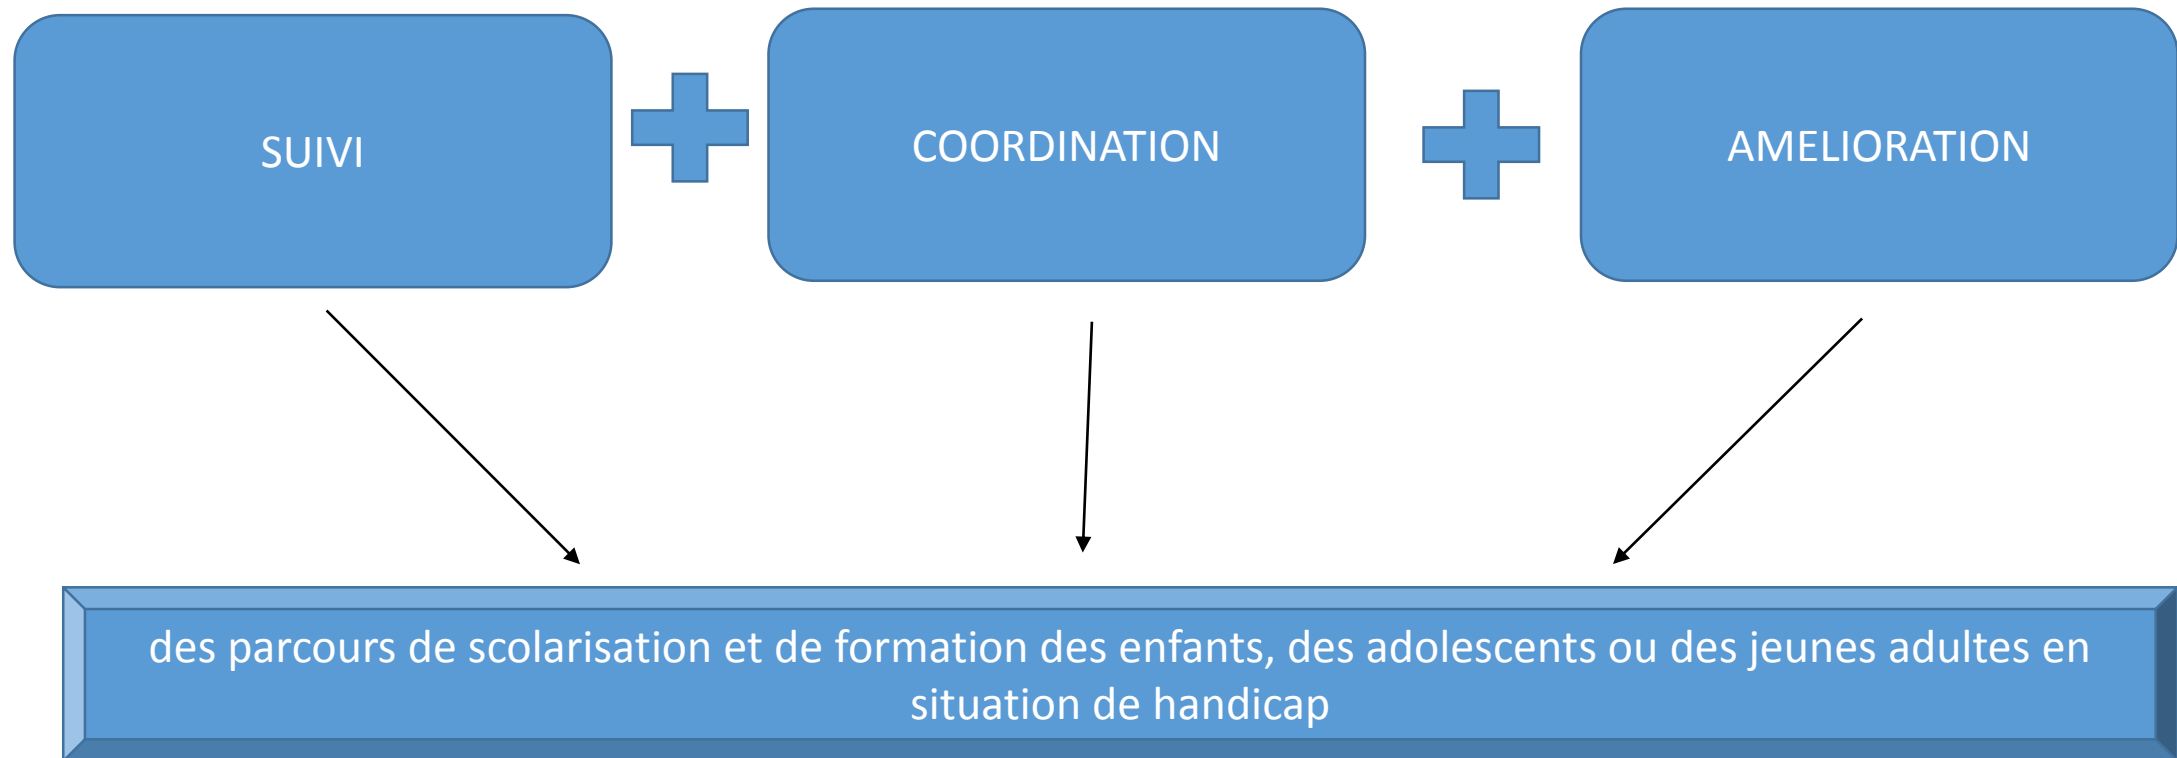 SUIVI
COORDINATION
AMELIORATION
des parcours de scolarisation et de formation des enfants, des adolescents ou des jeunes adultes en
situation de handicap